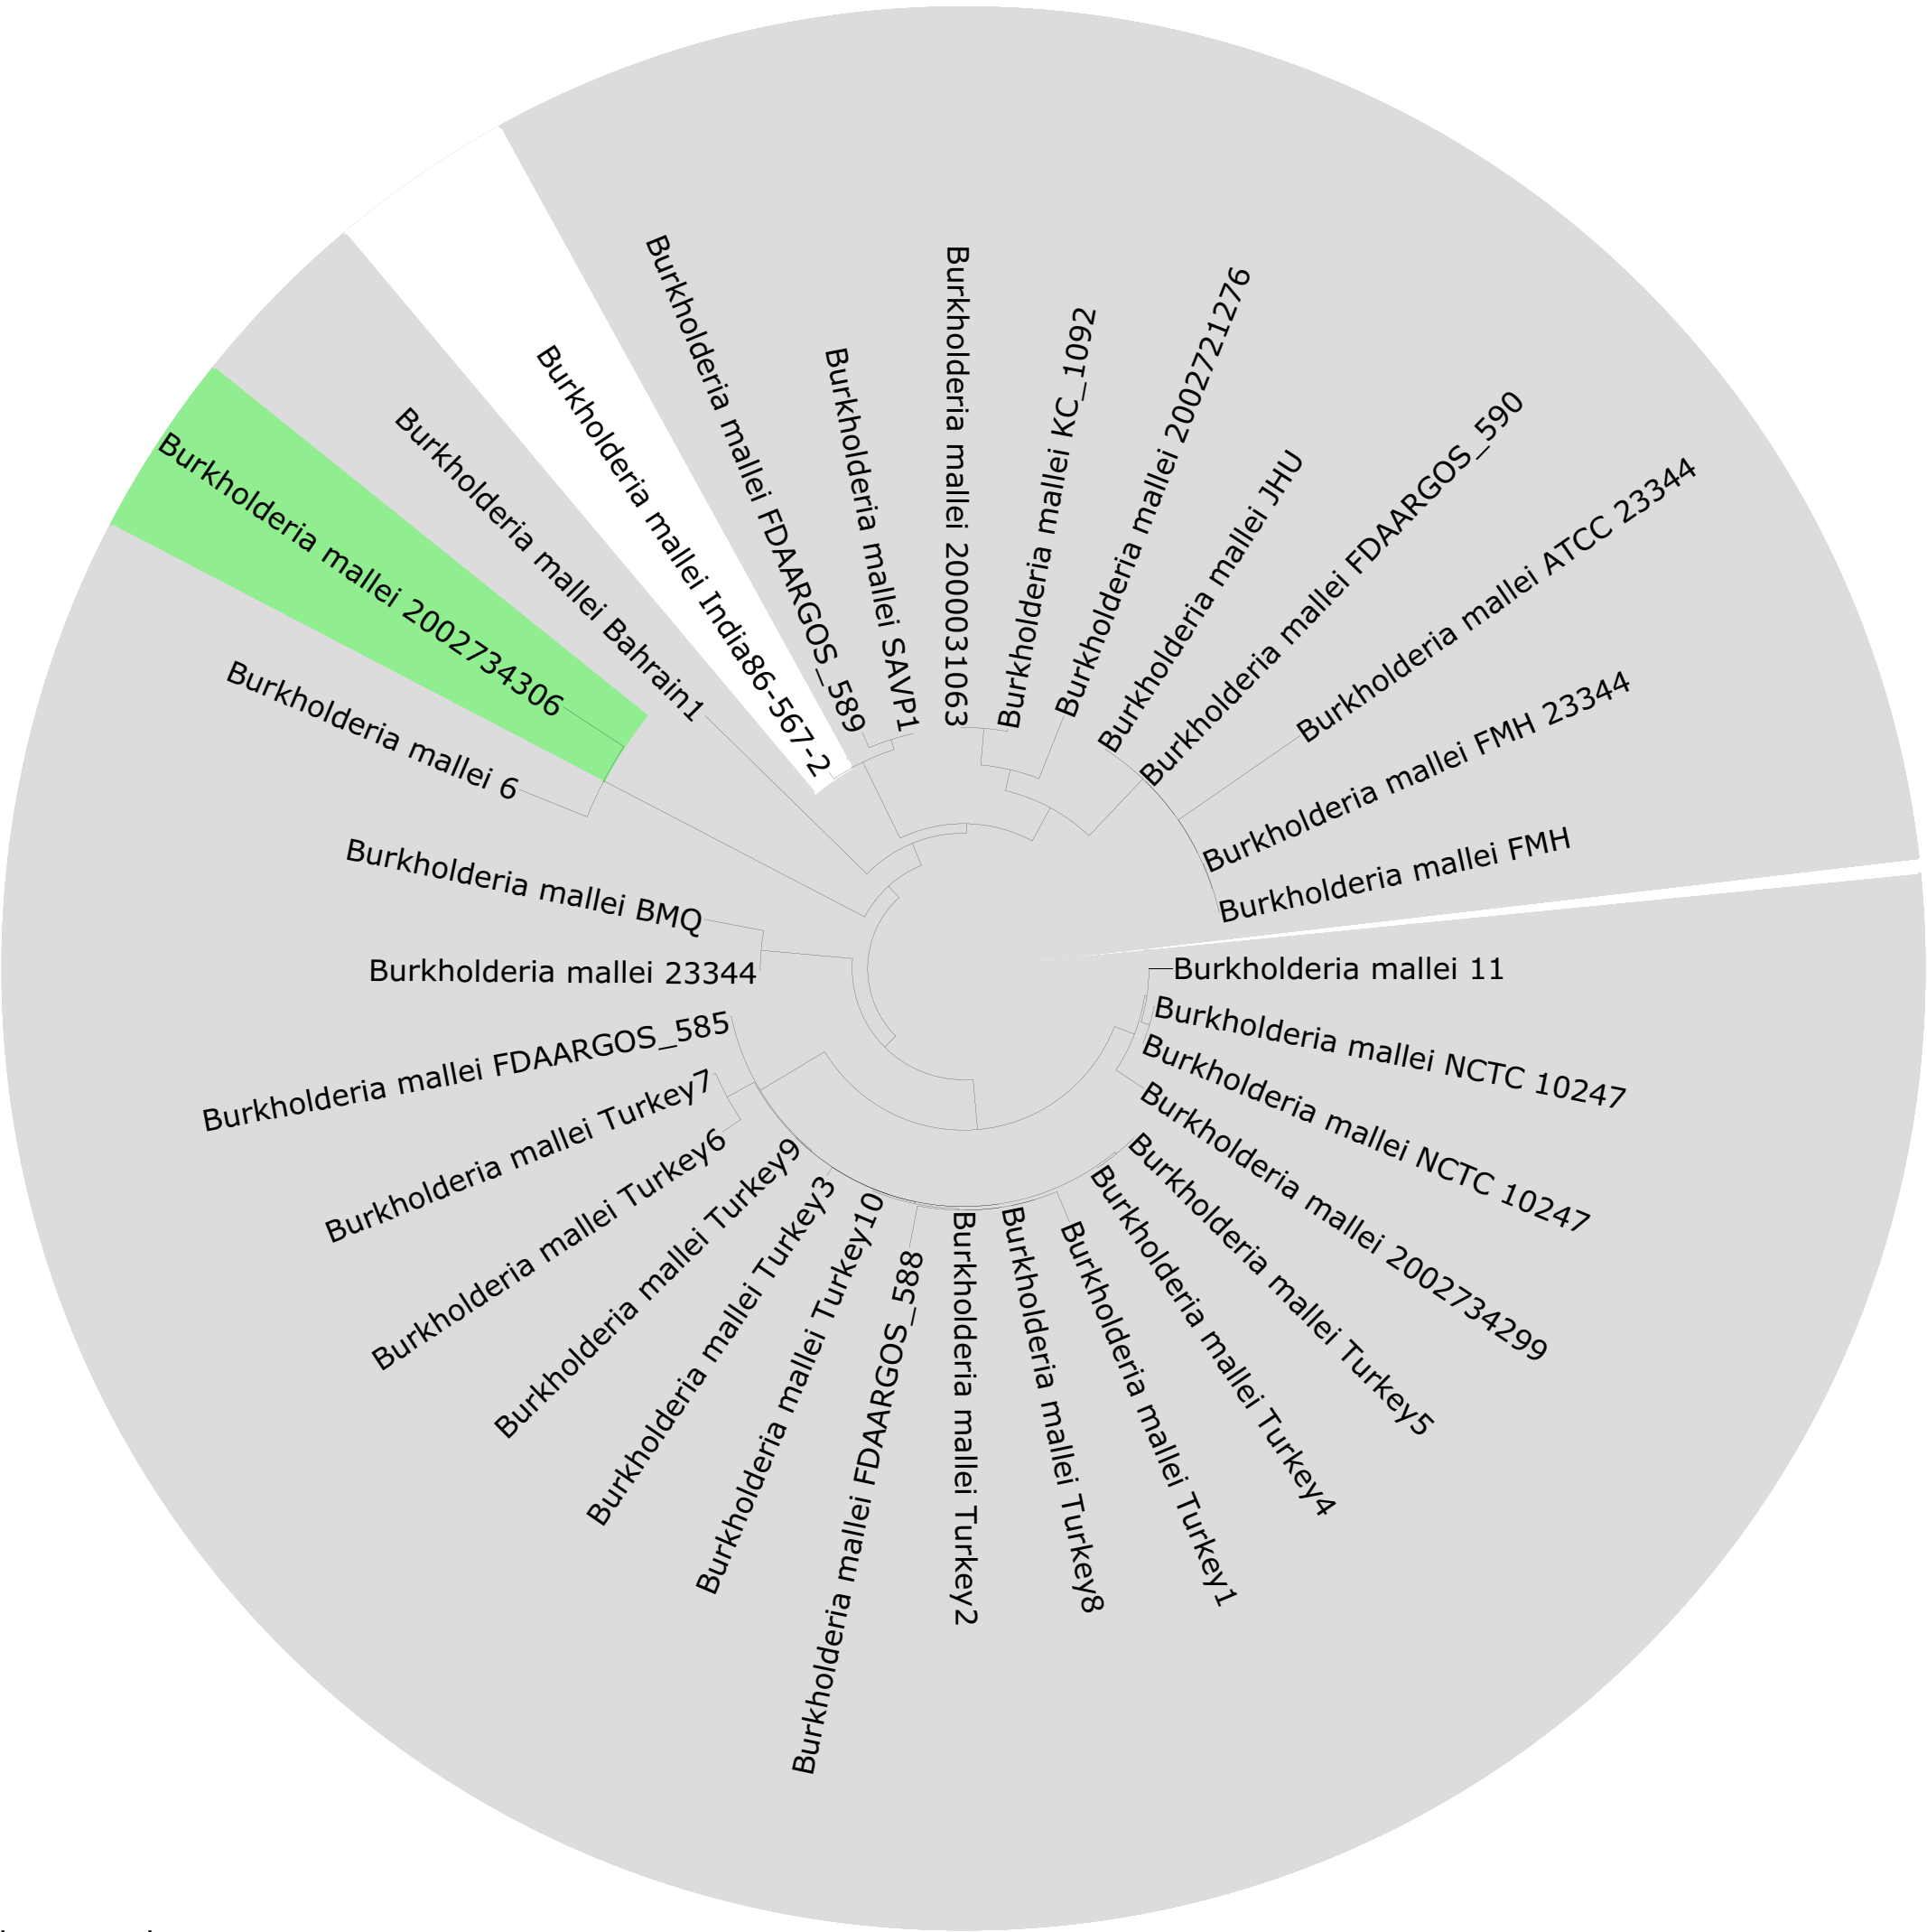 Burkholderia mallei FDAARGOS_589
Burkholderia mallei SAVP1
Burkholderia mallei 2000031063
Burkholderia mallei KC_1092
Burkholderia mallei 2002721276
Burkholderia mallei JHU
Burkholderia mallei FDAARGOS_590
Burkholderia mallei ATCC 23344
Burkholderia mallei FMH 23344
Burkholderia mallei FMH
Burkholderia mallei 11
Burkholderia mallei NCTC 10247
Burkholderia mallei NCTC 10247
Burkholderia mallei 2002734299
Burkholderia mallei Turkey5
Burkholderia mallei Turkey4
Burkholderia mallei Turkey1
Burkholderia mallei Turkey8
Burkholderia mallei Turkey2
Burkholderia mallei FDAARGOS_588
Burkholderia mallei Turkey10
Burkholderia mallei Turkey3
Burkholderia mallei Turkey9
Burkholderia mallei Turkey6
Burkholderia mallei Turkey7
Burkholderia mallei FDAARGOS_585
Burkholderia mallei 23344
Burkholderia mallei BMQ
Burkholderia mallei 6
Burkholderia mallei 2002734306
Burkholderia mallei Bahrain1
Burkholderia mallei India86-567-2